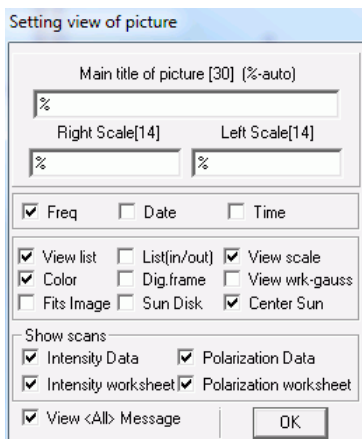 Setting view of picture
Main title of picture [30] (%-auto)
%
Right Scale[14] Left Scale[14]
% %
Freq Date Time
View list List(in/out) View scale
Color Dig.frame View wrk-gauss
Fits Image Sun Disk Center Sun
Show scans
Intensity Data Polarization Data
Intensity worksheet Polarization worksheet
View <All> Message OK